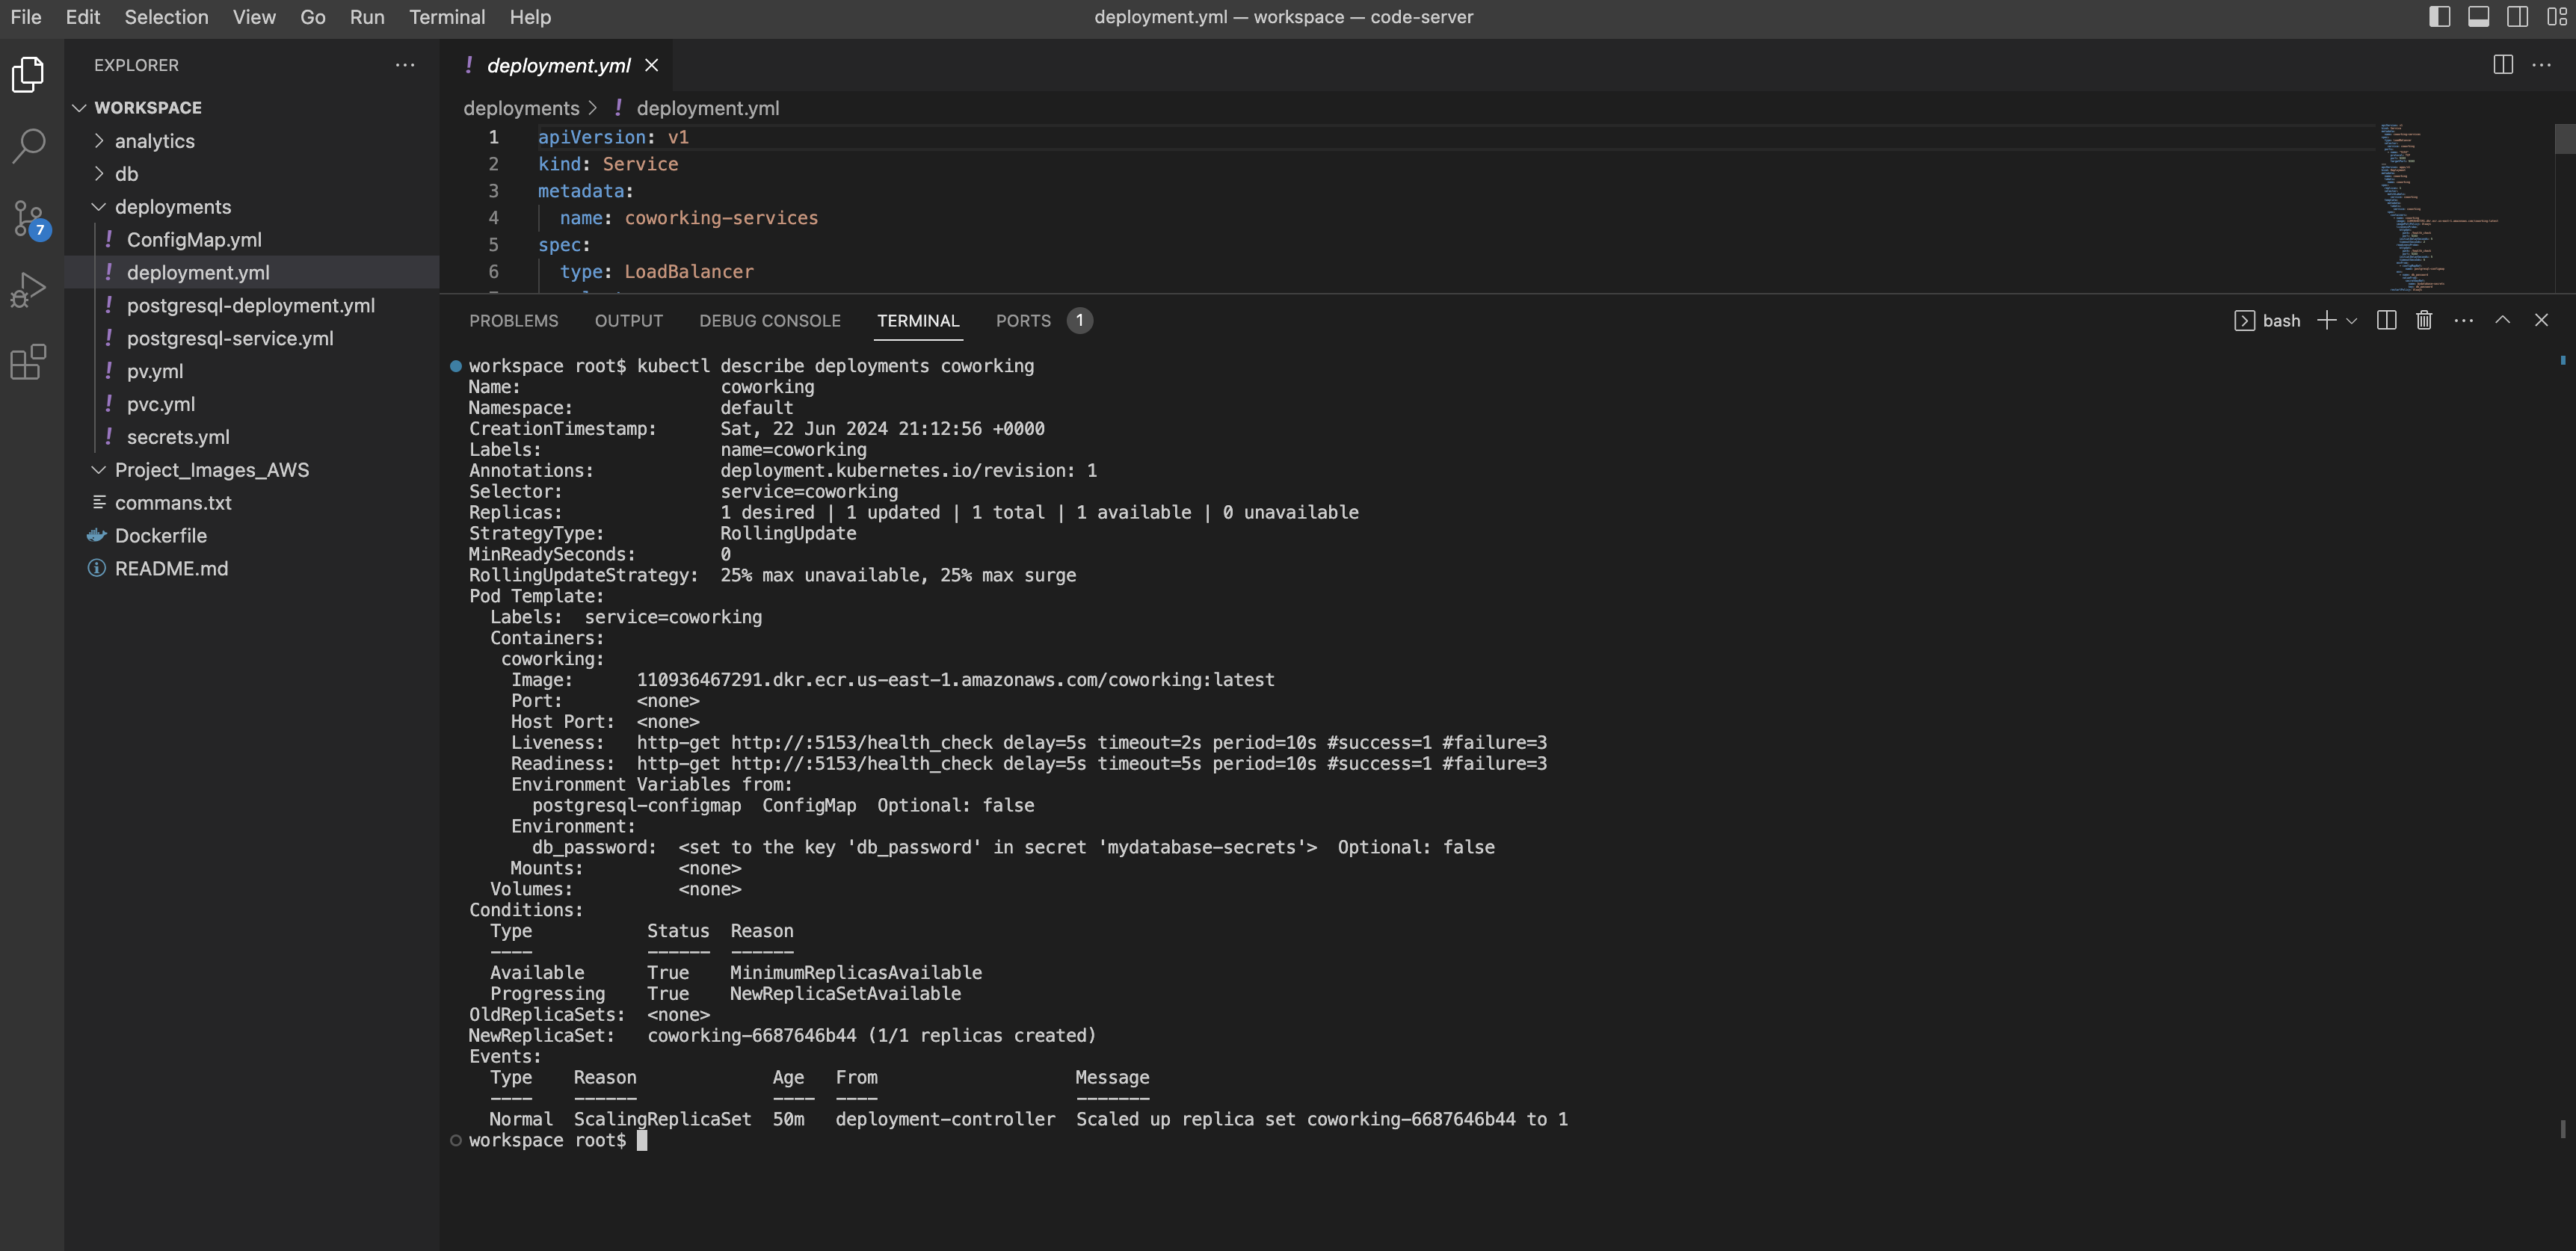 File Edit Selection View Go Run Terminal Help
deployment.yml — workspace — code-server
EXPLORER
WORKSPACE
analytics
db
deployments
ConfigMap.yml
deployment.yml
postgresql-deployment.yml
postgresql-service.yml
pv.yml
pvc.yml
secrets.yml
Project_Images_AWS
commans.txt
Dockerfile
README.md
7
deployment.yml
deployments > deployment.yml
1 apiVersion: v1
2 kind: Service
3 metadata:
4 name: coworking-services
5 spec:
6 type: LoadBalancer
PROBLEMS OUTPUT DEBUG CONSOLE TERMINAL PORTS 1
bash
workspace root$ kubectl describe deployments coworking
Name: coworking
Namespace: default
CreationTimestamp: Sat, 22 Jun 2024 21:12:56 +0000
Labels: name=coworking
Annotations: deployment.kubernetes.io/revision: 1
Selector: service=coworking
Replicas: 1 desired | 1 updated | 1 total | 1 available | 0 unavailable
StrategyType: RollingUpdate
MinReadySeconds: 0
RollingUpdateStrategy: 25% max unavailable, 25% max surge
Pod Template:
Labels: service=coworking
Containers:
coworking:
Image: 110936467291.dkr.ecr.us-east-1.amazonaws.com/coworking:latest
Port: <none>
Host Port: <none>
Liveness: http-get http://:5153/health_check delay=5s timeout=2s period=10s #success=1 #failure=3
Readiness: http-get http://:5153/health_check delay=5s timeout=5s period=10s #success=1 #failure=3
Environment Variables from:
postgresql-configmap ConfigMap Optional: false
Environment:
db_password: <set to the key 'db_password' in secret 'mydatabase-secrets'> Optional: false
Mounts: <none>
Volumes: <none>
Conditions:
Type Status Reason
---- ------ ------
Available True MinimumReplicasAvailable
Progressing True NewReplicaSetAvailable
OldReplicaSets: <none>
NewReplicaSet: coworking-6687646b44 (1/1 replicas created)
Events:
Type Reason Age From Message
---- ------ ---- ---- -------
Normal ScalingReplicaSet 50m deployment-controller Scaled up replica set coworking-6687646b44 to 1
workspace root$